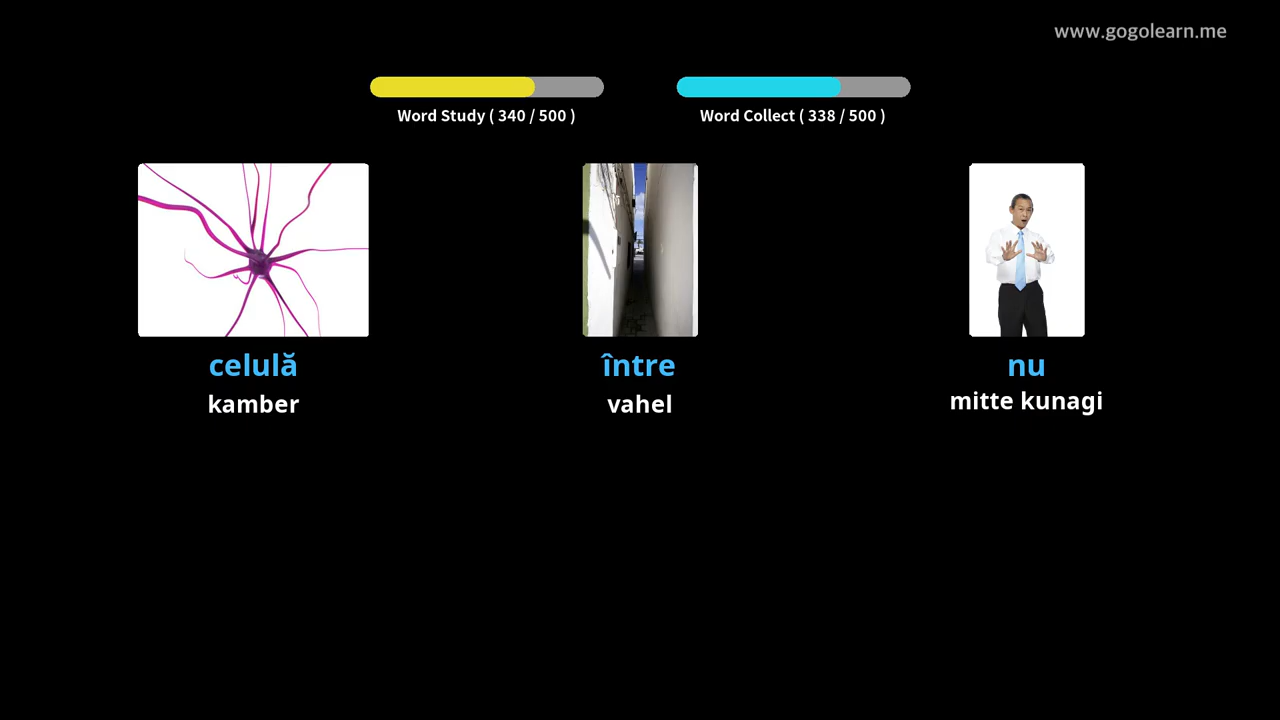 www.gogolearn.me
Word Study ( 340 / 500 )
Word Collect ( 338 / 500 )
celulă
kamber
între
vahel
nu
mitte kunagi